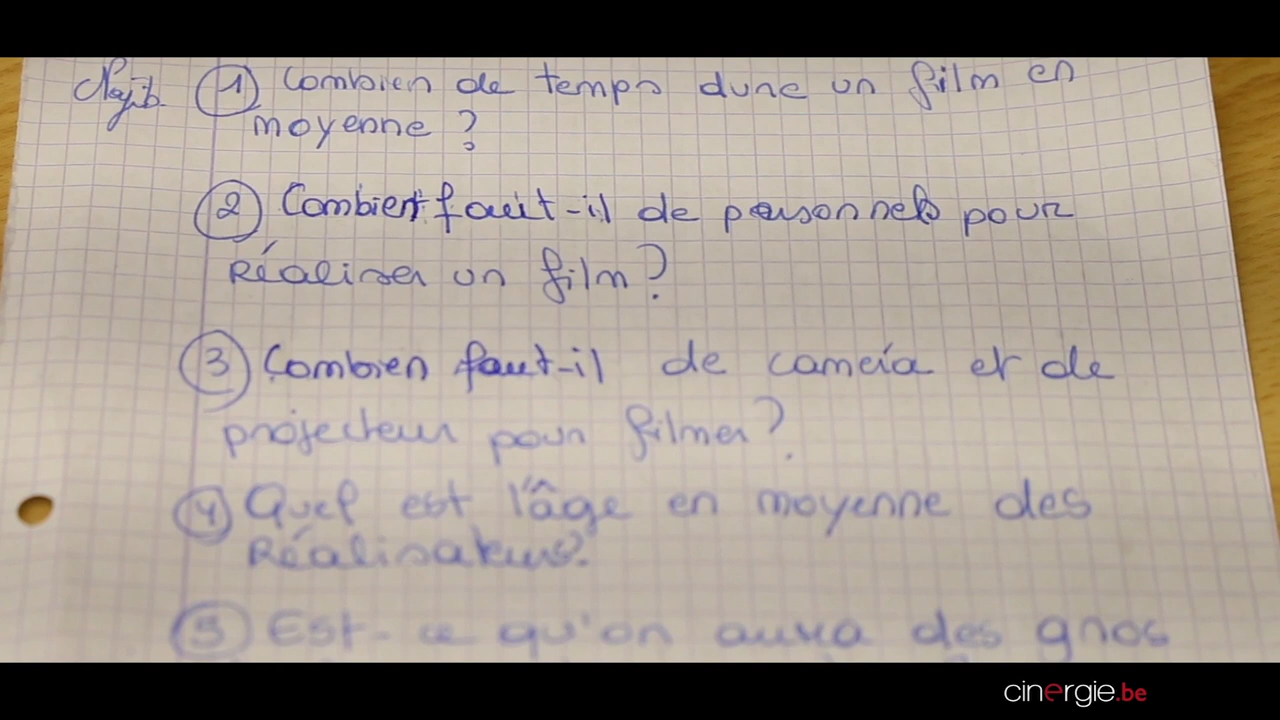 Najib. ① Combien de temps dure un film en
moyenne ?
② Combien faut-il de personnels pour
réaliser un film ?
③ Combien faut-il de caméra et de
projecteur pour filmer ?
④ Quel est l'âge en moyenne des
Réalisateurs?
⑤ Est-ce qu'on aura des gros
cinergie.be